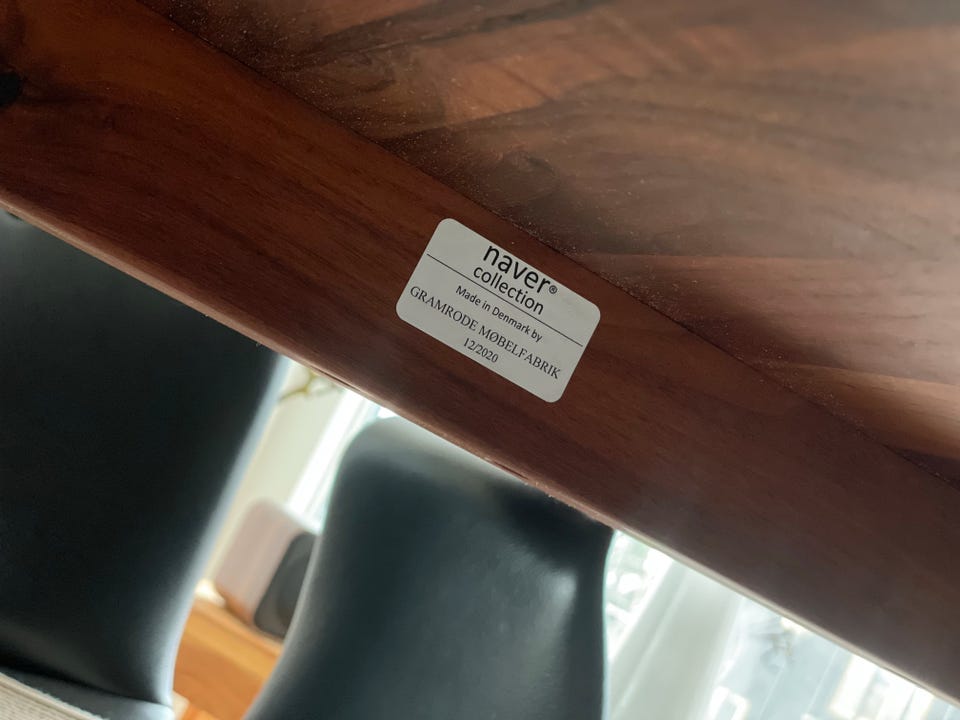 naver®
collection
Made in Denmark by
GRAMRODE MØBELFABRIK
12/2020